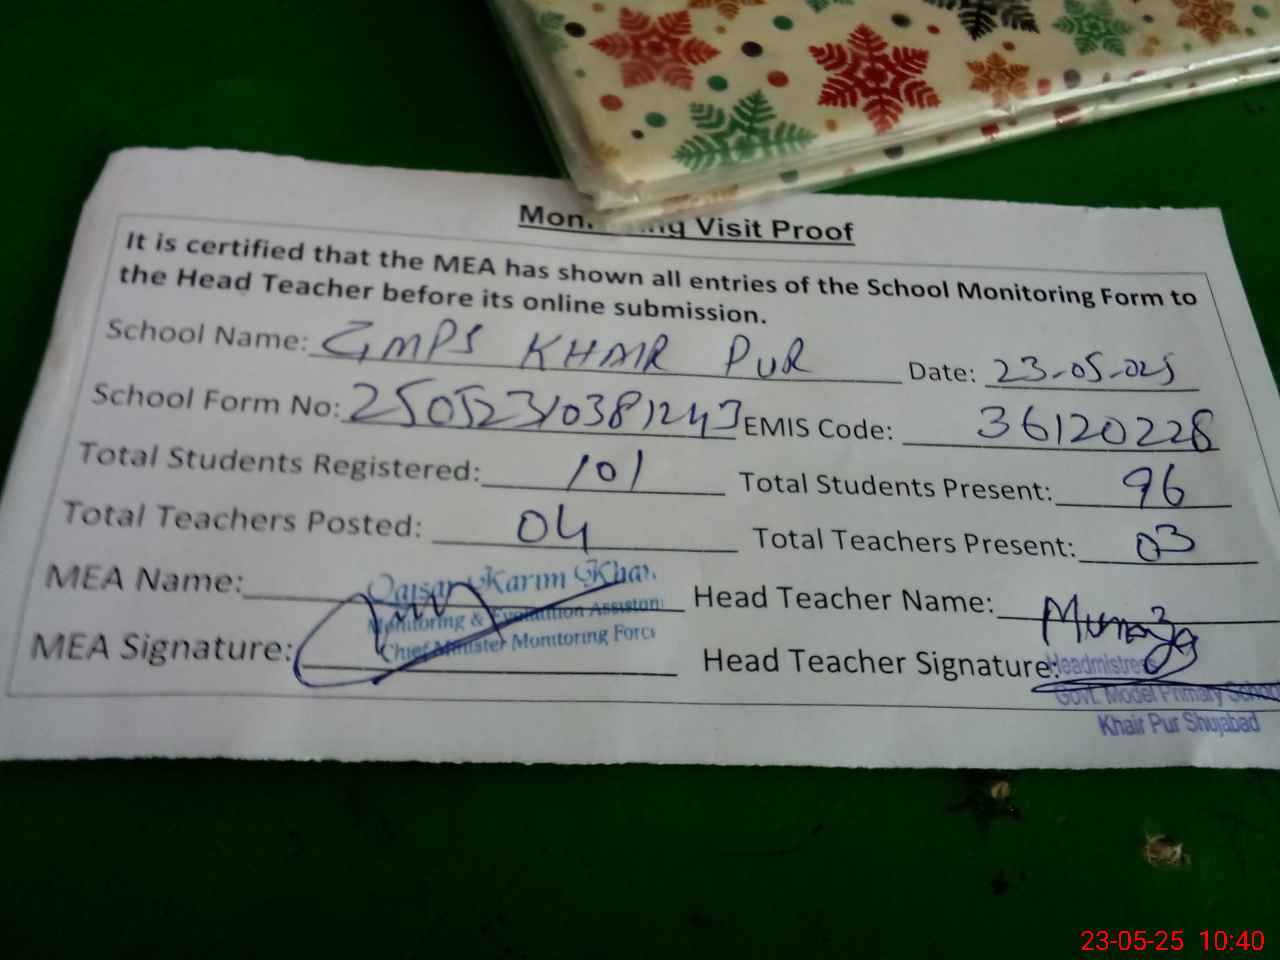 Mon. ng Visit Proof
It is certified that the MEA has shown all entries of the School Monitoring Form to
the Head Teacher before its online submission.
School Name: GMPS KHAIR PUR Date: 23-05-025
School Form No: 25052310381243 EMIS Code: 36120228
Total Students Registered: 101 Total Students Present: 96
Total Teachers Posted: 04 Total Teachers Present: 03
MEA Name: Qaisar Karim Khan Head Teacher Name: Mumaza
Monitoring & Evaluation Assistant
MEA Signature: Chief Minister Monitoring Force Head Teacher Signature:
Headmistress
Govt. Model Primary School
Khair Pur Shujabad
23-05-25 10:40